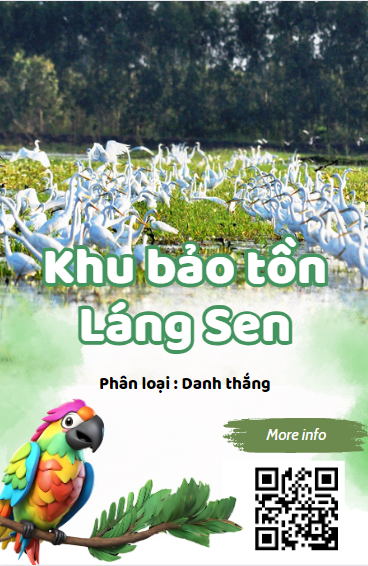 Khu bảo tồn
Láng Sen
Phân loại : Danh thắng
More info